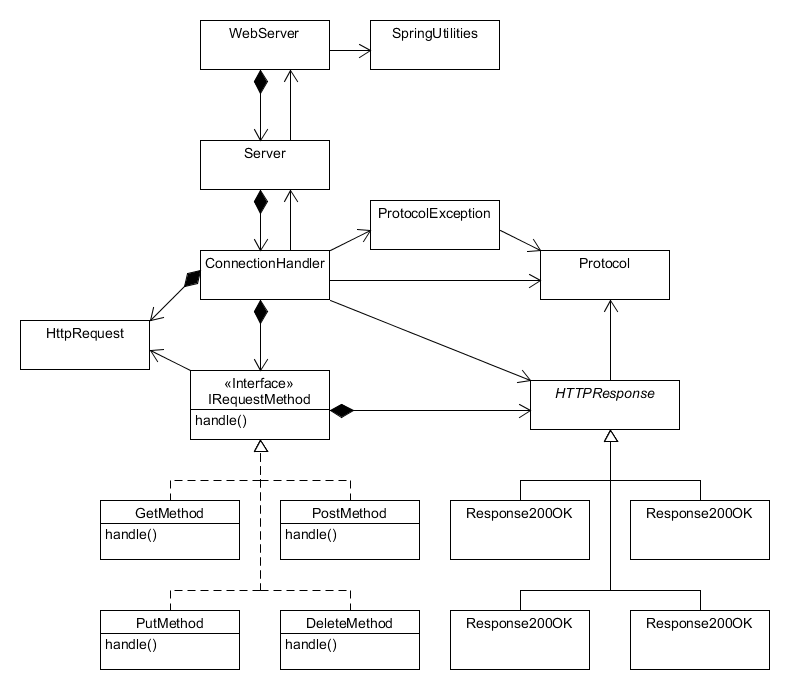 WebServer
SpringUtilities
Server
ProtocolException
ConnectionHandler
Protocol
HttpRequest
«Interface»
IRequestMethod
handle()
HTTPResponse
GetMethod
handle()
PostMethod
handle()
Response200OK
Response200OK
PutMethod
handle()
DeleteMethod
handle()
Response200OK
Response200OK